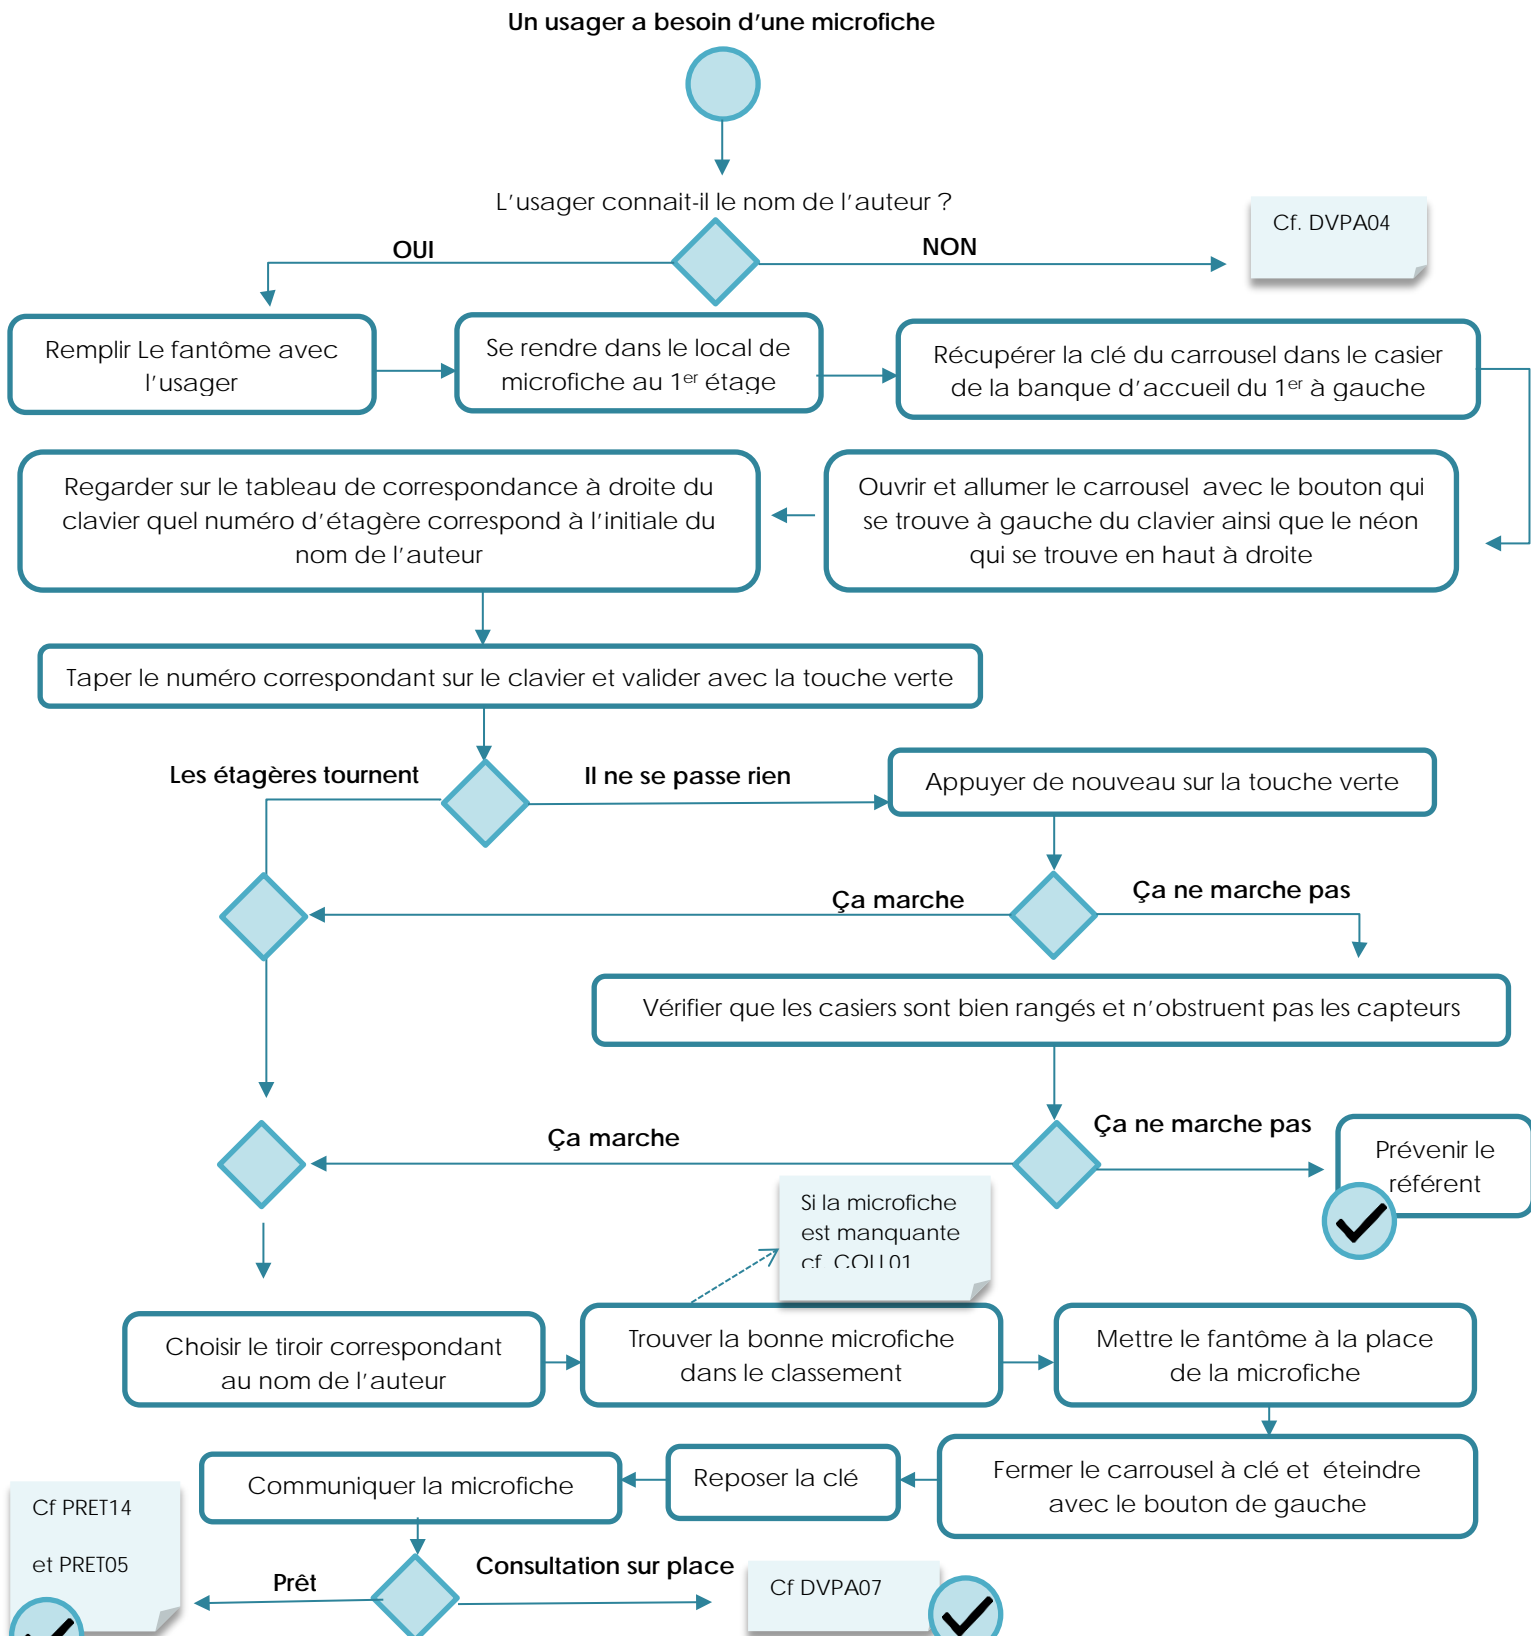 Un usager a besoin d’une microfiche
L’usager connait-il le nom de l’auteur ?
OUI
NON
Cf. DVPA04
Remplir Le fantôme avec
l’usager
Se rendre dans le local de
microfiche au 1er étage
Récupérer la clé du carrousel dans le casier
de la banque d’accueil du 1er à gauche
Ouvrir et allumer le carrousel avec le bouton qui
se trouve à gauche du clavier ainsi que le néon
qui se trouve en haut à droite
Regarder sur le tableau de correspondance à droite du
clavier quel numéro d’étagère correspond à l’initiale du
nom de l’auteur
Taper le numéro correspondant sur le clavier et valider avec la touche verte
Les étagères tournent
Il ne se passe rien
Appuyer de nouveau sur la touche verte
Ça marche
Ça ne marche pas
Vérifier que les casiers sont bien rangés et n’obstruent pas les capteurs
Ça marche
Ça ne marche pas
Prévenir le
référent
Si la microfiche
est manquante
cf. COLL01
Choisir le tiroir correspondant
au nom de l’auteur
Trouver la bonne microfiche
dans le classement
Mettre le fantôme à la place
de la microfiche
Fermer le carrousel à clé et éteindre
avec le bouton de gauche
Reposer la clé
Communiquer la microfiche
Cf PRET14
et PRET05
Prêt
Consultation sur place
Cf DVPA07